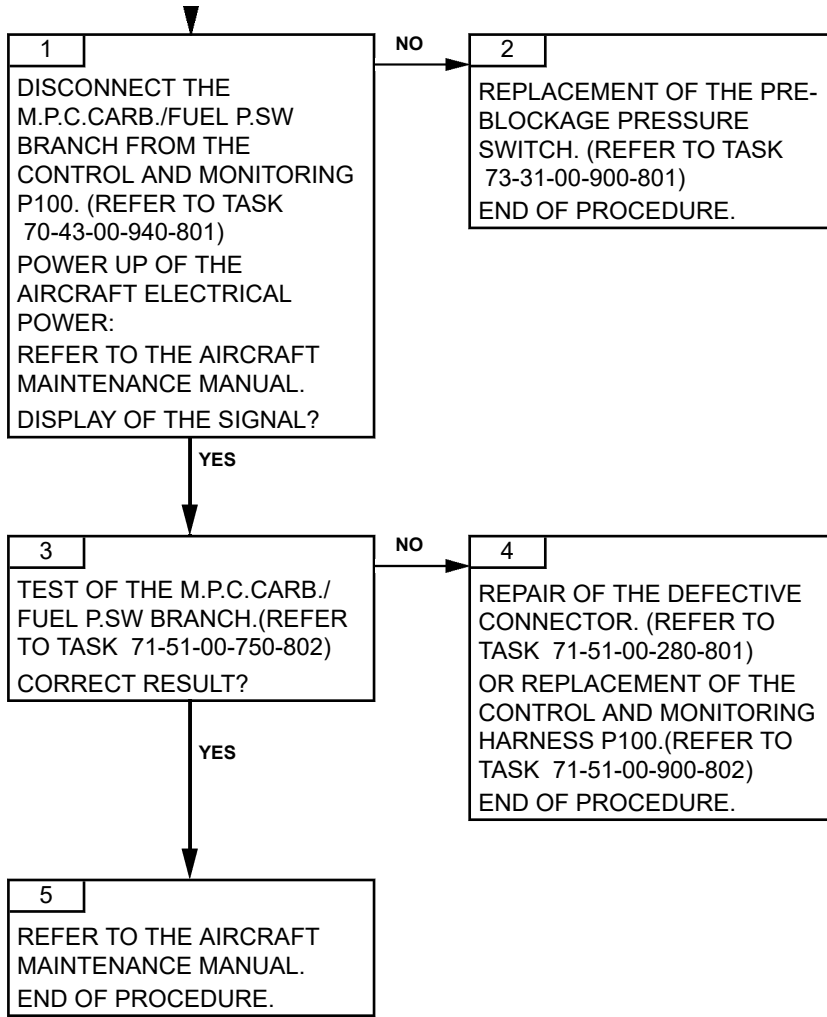 1
DISCONNECT THE
M.P.C.CARB./FUEL P.SW
BRANCH FROM THE
CONTROL AND MONITORING
P100. (REFER TO TASK
70-43-00-940-801)
POWER UP OF THE
AIRCRAFT ELECTRICAL
POWER:
REFER TO THE AIRCRAFT
MAINTENANCE MANUAL.
DISPLAY OF THE SIGNAL?
NO
2
REPLACEMENT OF THE PRE-
BLOCKAGE PRESSURE
SWITCH. (REFER TO TASK
73-31-00-900-801)
END OF PROCEDURE.
YES
3
TEST OF THE M.P.C.CARB./
FUEL P.SW BRANCH.(REFER
TO TASK 71-51-00-750-802)
CORRECT RESULT?
NO
4
REPAIR OF THE DEFECTIVE
CONNECTOR. (REFER TO
TASK 71-51-00-280-801)
OR REPLACEMENT OF THE
CONTROL AND MONITORING
HARNESS P100.(REFER TO
TASK 71-51-00-900-802)
END OF PROCEDURE.
YES
5
REFER TO THE AIRCRAFT
MAINTENANCE MANUAL.
END OF PROCEDURE.